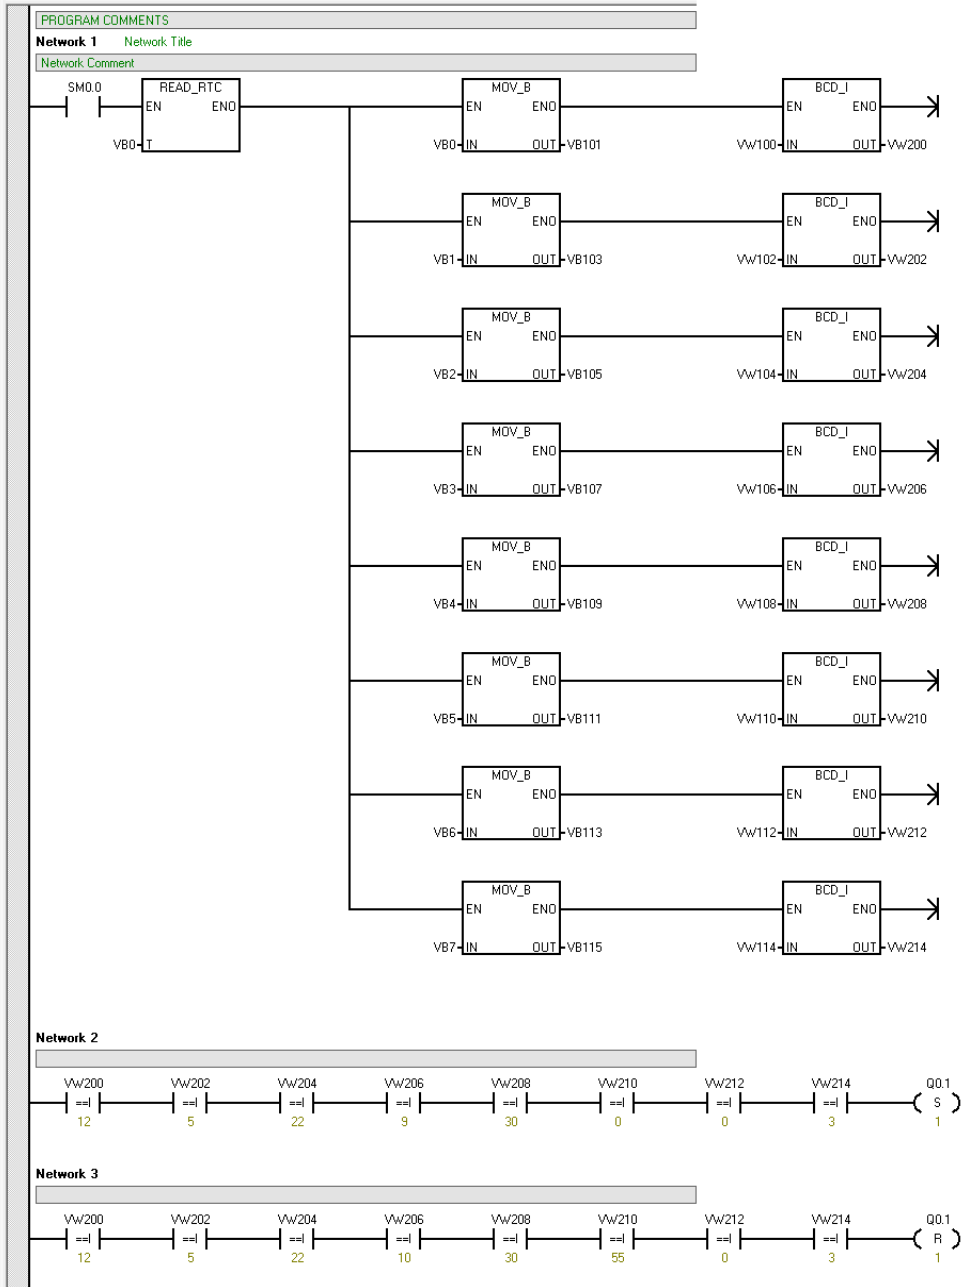 PROGRAM COMMENTS
Network 1 Network Title
Network Comment
SM0.0 READ_RTC MOV_B BCD_I
EN ENO EN ENO EN ENO
VB0 T VB0 IN OUT VB101 VW100 IN OUT VW200
MOV_B BCD_I
EN ENO EN ENO
VB1 IN OUT VB103 VW102 IN OUT VW202
MOV_B BCD_I
EN ENO EN ENO
VB2 IN OUT VB105 VW104 IN OUT VW204
MOV_B BCD_I
EN ENO EN ENO
VB3 IN OUT VB107 VW106 IN OUT VW206
MOV_B BCD_I
EN ENO EN ENO
VB4 IN OUT VB109 VW108 IN OUT VW208
MOV_B BCD_I
EN ENO EN ENO
VB5 IN OUT VB111 VW110 IN OUT VW210
MOV_B BCD_I
EN ENO EN ENO
VB6 IN OUT VB113 VW112 IN OUT VW212
MOV_B BCD_I
EN ENO EN ENO
VB7 IN OUT VB115 VW114 IN OUT VW214
Network 2
VW200 VW202 VW204 VW206 VW208 VW210 VW212 VW214 Q0.1
==I ==I ==I ==I ==I ==I ==I ==I S
12 5 22 9 30 0 0 3 1
Network 3
VW200 VW202 VW204 VW206 VW208 VW210 VW212 VW214 Q0.1
==I ==I ==I ==I ==I ==I ==I ==I R
12 5 22 10 30 55 0 3 1